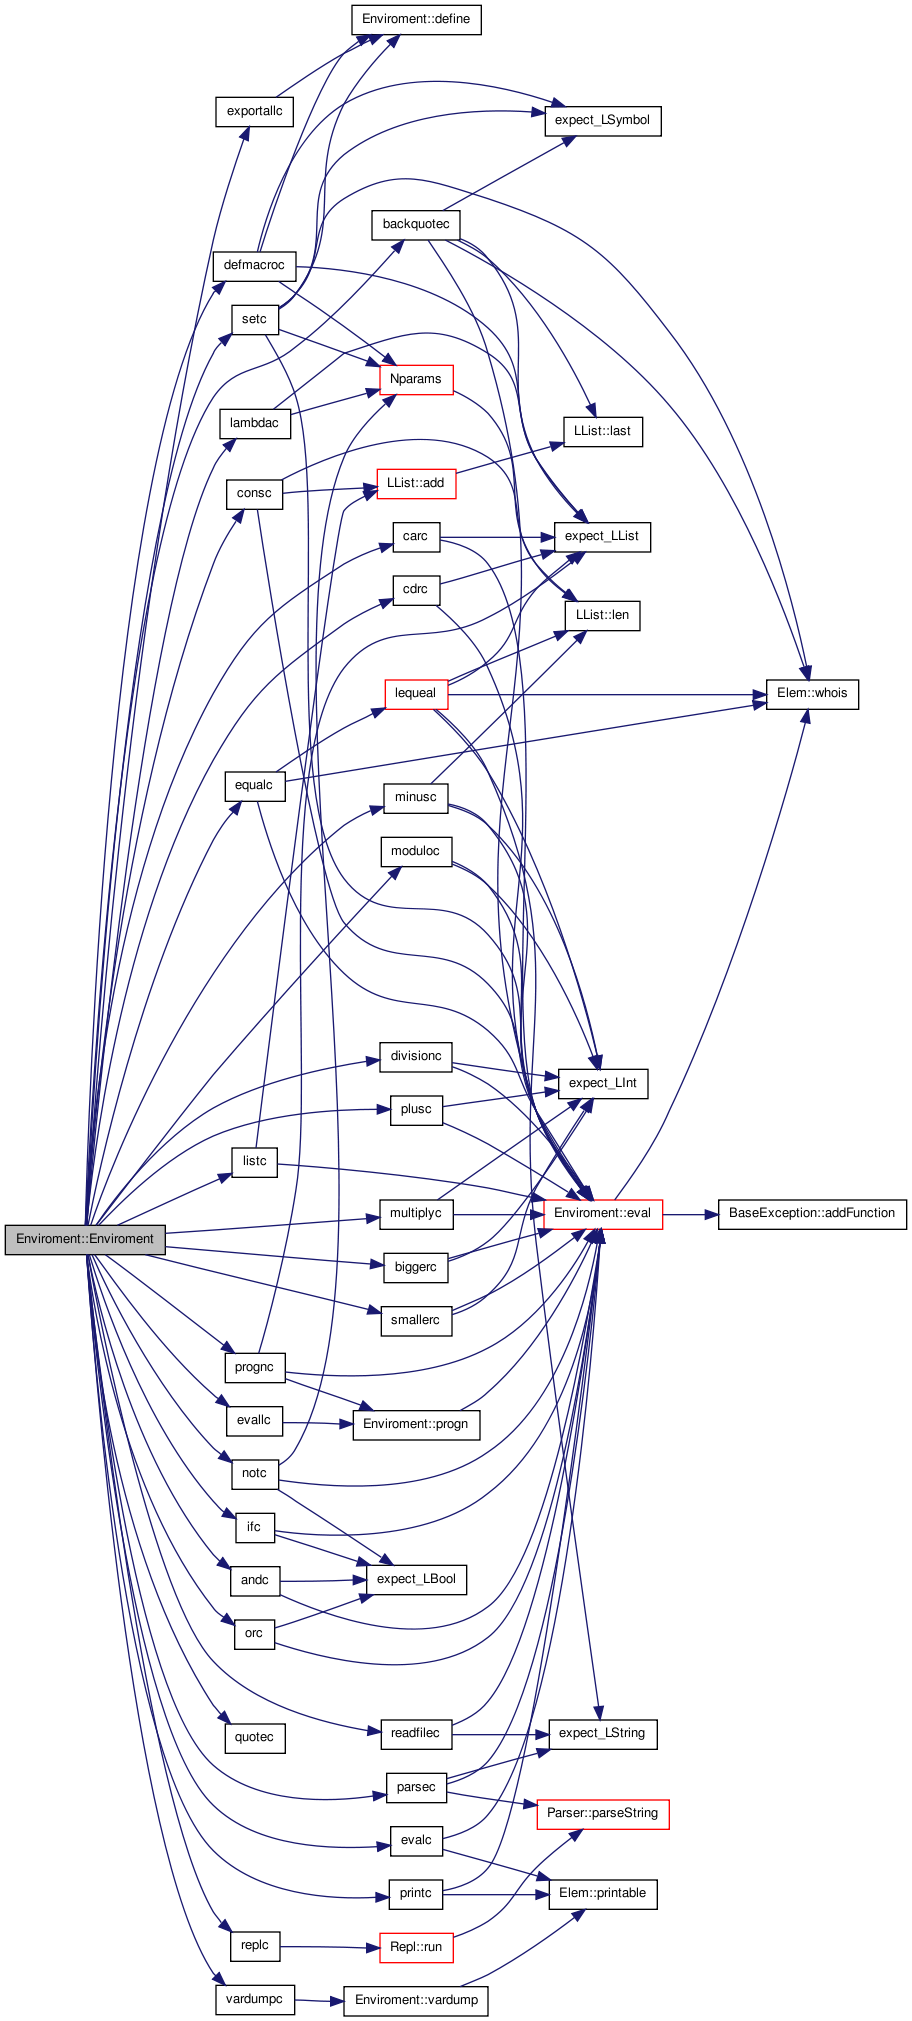 Enviroment::define
exportallc
expect_LSymbol
backquotec
defmacroc
setc
Nparams
lambdac
LList::last
LList::add
consc
carc
expect_LList
cdrc
LList::len
lequeal
Elem::whois
equalc
minusc
moduloc
divisionc
expect_LInt
plusc
listc
multiplyc
Enviroment::eval
BaseException::addFunction
Enviroment::Enviroment
biggerc
smallerc
prognc
evallc
Enviroment::progn
notc
ifc
andc
expect_LBool
orc
quotec
readfilec
expect_LString
parsec
Parser::parseString
evalc
printc
Elem::printable
replc
Repl::run
vardumpc
Enviroment::vardump